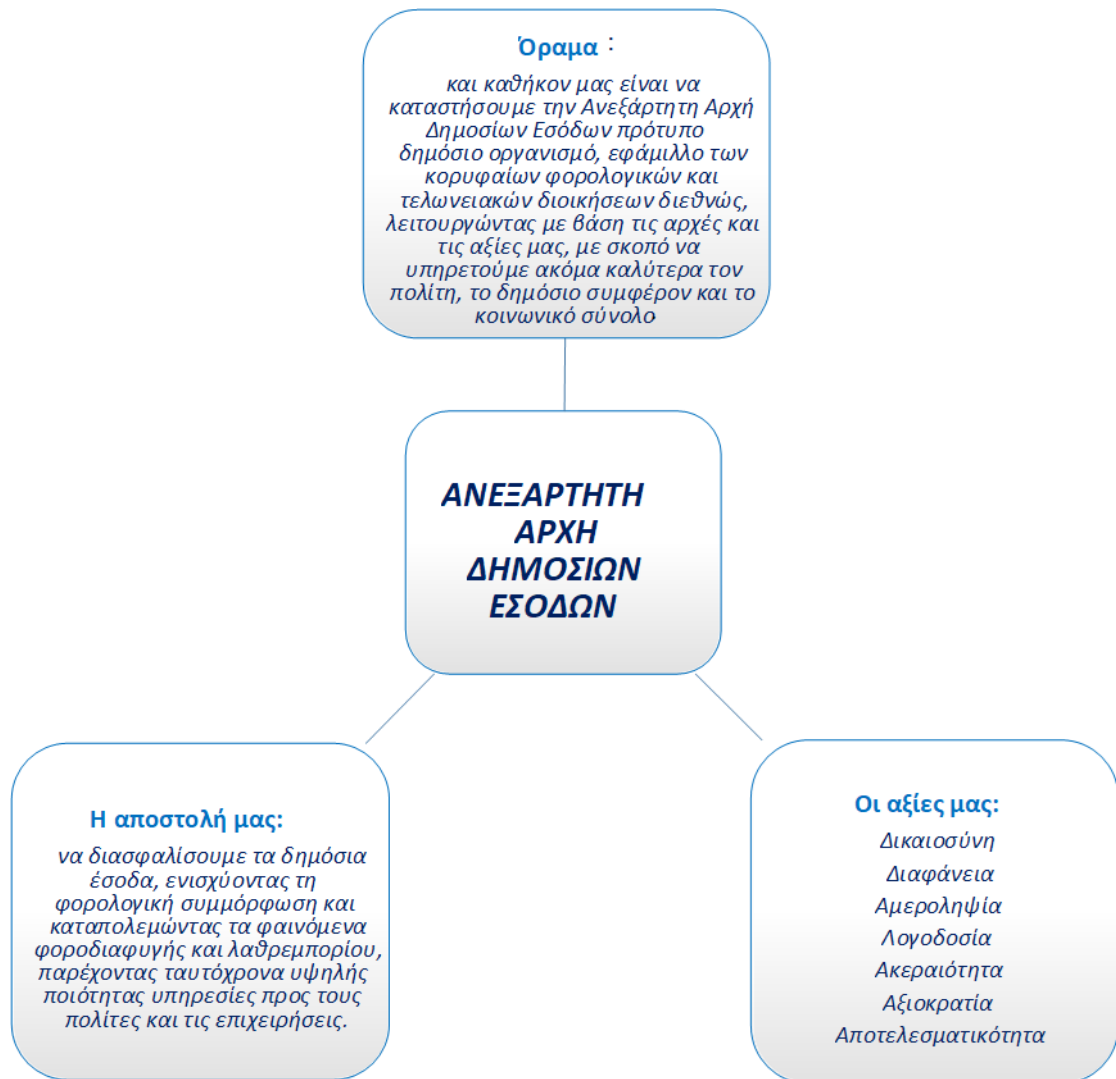 Όραμα :
και καθήκον μας είναι να
καταστήσουμε την Ανεξάρτητη Αρχή
Δημοσίων Εσόδων πρότυπο
δημόσιο οργανισμό, εφάμιλλο των
κορυφαίων φορολογικών και
τελωνειακών διοικήσεων διεθνώς,
λειτουργώντας με βάση τις αρχές και
τις αξίες μας, με σκοπό να
υπηρετούμε ακόμα καλύτερα τον
πολίτη, το δημόσιο συμφέρον και το
κοινωνικό σύνολο.
ΑΝΕΞΑΡΤΗΤΗ
ΑΡΧΗ
ΔΗΜΟΣΙΩΝ
ΕΣΟΔΩΝ
Η αποστολή μας:
να διασφαλίσουμε τα δημόσια
έσοδα, ενισχύοντας τη
φορολογική συμμόρφωση και
καταπολεμώντας τα φαινόμενα
φοροδιαφυγής και λαθρεμπορίου,
παρέχοντας ταυτόχρονα υψηλής
ποιότητας υπηρεσίες προς τους
πολίτες και τις επιχειρήσεις.
Οι αξίες μας:
Δικαιοσύνη
Διαφάνεια
Αμεροληψία
Λογοδοσία
Ακεραιότητα
Αξιοκρατία
Αποτελεσματικότητα